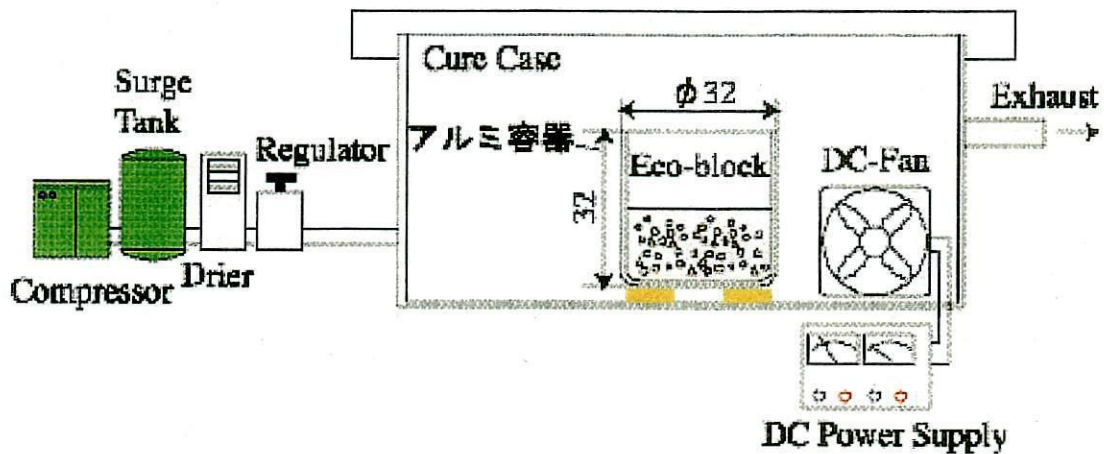 Cure Case
Surge
Tank
φ32
Exhaust
アルミ容器
Regulator
Eco-block
DC-Fan
32
Drier
Compressor
DC Power Supply